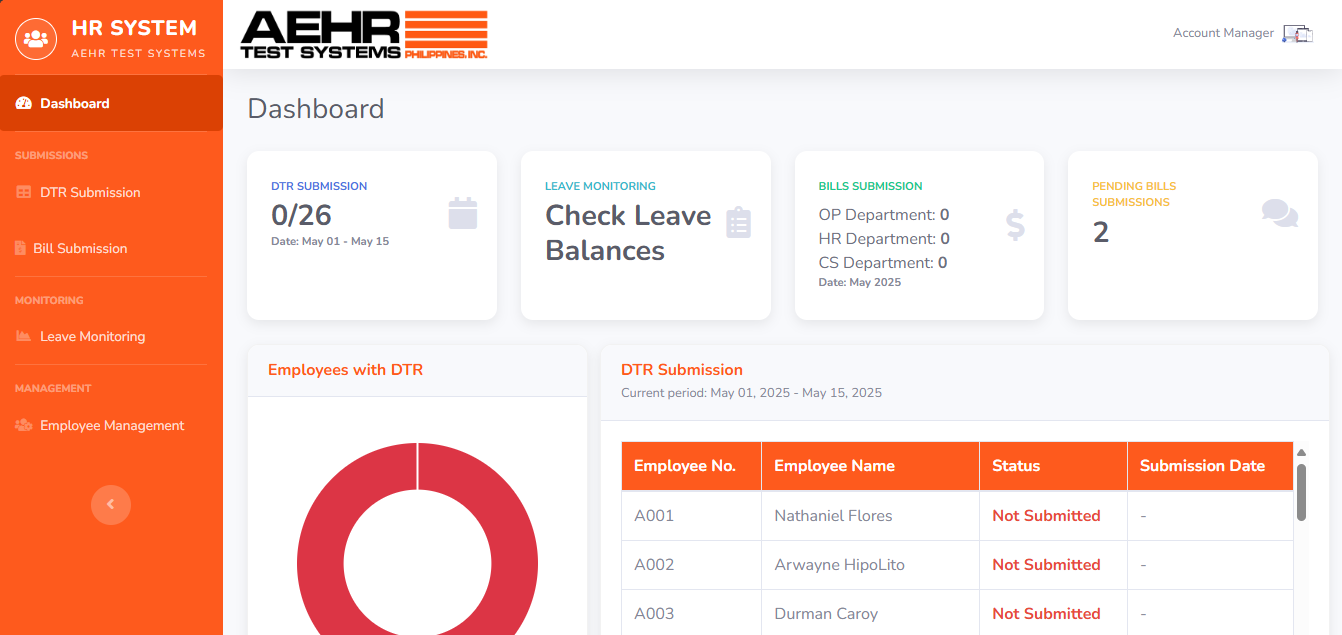 HR SYSTEM
AEHR TEST SYSTEMS
Dashboard
SUBMISSIONS
DTR Submission
Bill Submission
MONITORING
Leave Monitoring
MANAGEMENT
Employee Management
AEHR
TEST SYSTEMS PHILIPPINES, INC.
Account Manager
Dashboard
DTR SUBMISSION
0/26
Date: May 01 - May 15
LEAVE MONITORING
Check Leave
Balances
BILLS SUBMISSION
OP Department: 0
HR Department: 0
CS Department: 0
Date: May 2025
$
PENDING BILLS
SUBMISSIONS
2
Employees with DTR
DTR Submission
Current period: May 01, 2025 - May 15, 2025
Employee No. Employee Name Status Submission Date
A001 Nathaniel Flores Not Submitted -
A002 Arwayne HipoLito Not Submitted -
A003 Durman Caroy Not Submitted -